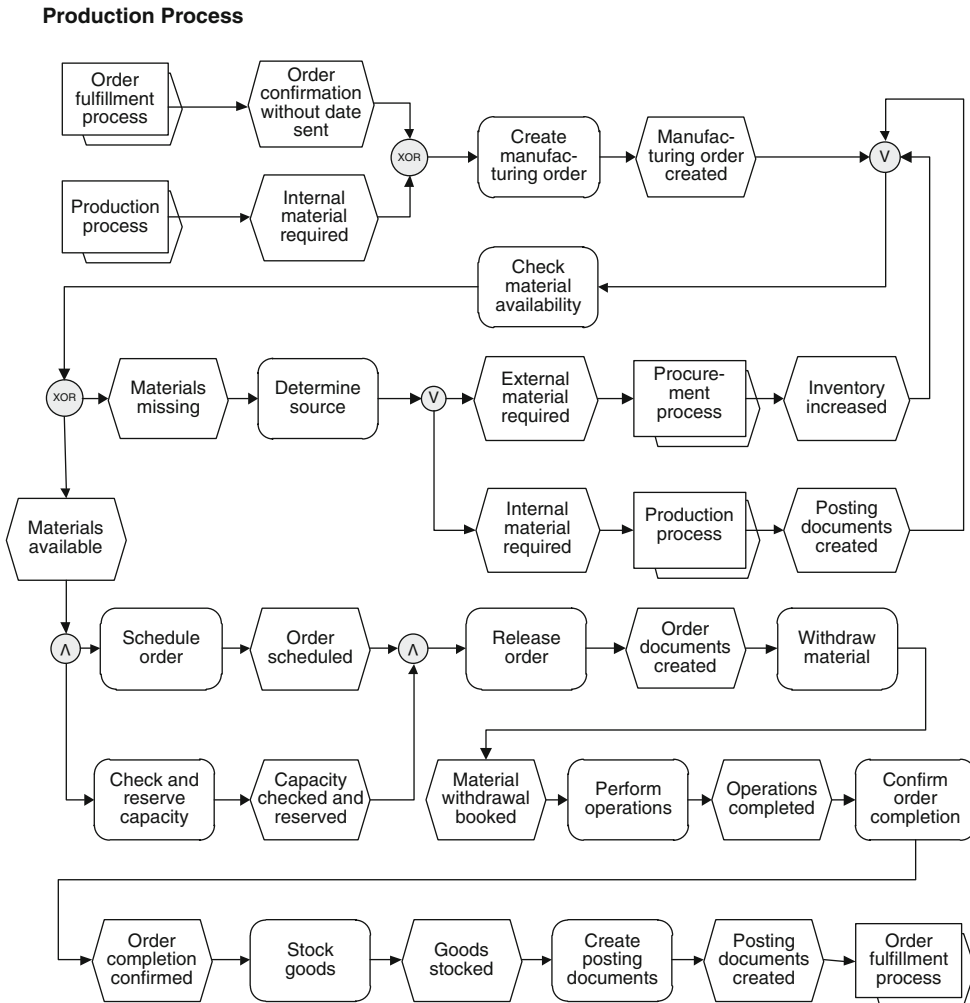 Production Process
Order
fulfillment
process
Order
confirmation
without date
sent
XOR
Create
manufac-
turing order
Manufac-
turing order
created
V
Production
process
Internal
material
required
Check
material
availability
XOR
Materials
missing
Determine
source
V
External
material
required
Procure-
ment
process
Inventory
increased
Internal
material
required
Production
process
Posting
documents
created
Materials
available
Λ
Schedule
order
Order
scheduled
Λ
Release
order
Order
documents
created
Withdraw
material
Check and
reserve
capacity
Capacity
checked and
reserved
Material
withdrawal
booked
Perform
operations
Operations
completed
Confirm
order
completion
Order
completion
confirmed
Stock
goods
Goods
stocked
Create
posting
documents
Posting
documents
created
Order
fulfillment
process